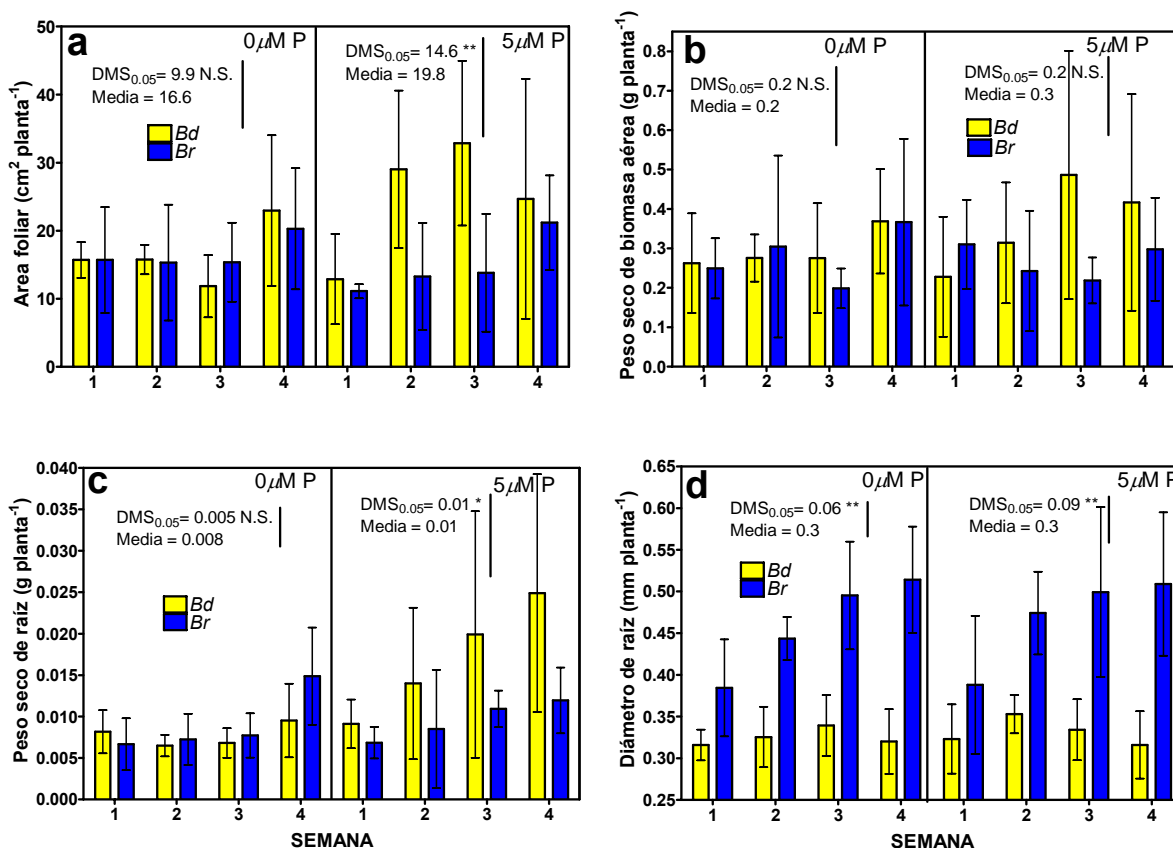 a
0µM P
5µM P
DMS0.05= 9.9 N.S.
Media = 16.6
DMS0.05= 14.6 **
Media = 19.8
Bd
Br
Area foliar (cm2 planta-1)
50
40
30
20
10
0
1 2 3 4 1 2 3 4
b
0µM P
5µM P
DMS0.05= 0.2 N.S.
Media = 0.2
DMS0.05= 0.2 N.S.
Media = 0.3
Bd
Br
Peso seco de biomasa aérea (g planta-1)
0.8
0.7
0.6
0.5
0.4
0.3
0.2
0.1
0.0
1 2 3 4 1 2 3 4
c
0µM P
5µM P
DMS0.05= 0.005 N.S.
Media = 0.008
DMS0.05= 0.01 *
Media = 0.01
Bd
Br
Peso seco de raíz (g planta-1)
0.040
0.035
0.030
0.025
0.020
0.015
0.010
0.005
0.000
1 2 3 4 1 2 3 4
SEMANA
d
0µM P
5µM P
DMS0.05= 0.06 **
Media = 0.3
DMS0.05= 0.09 **
Media = 0.3
Bd
Br
Diámetro de raíz (mm planta-1)
0.65
0.60
0.55
0.50
0.45
0.40
0.35
0.30
0.25
1 2 3 4 1 2 3 4
SEMANA